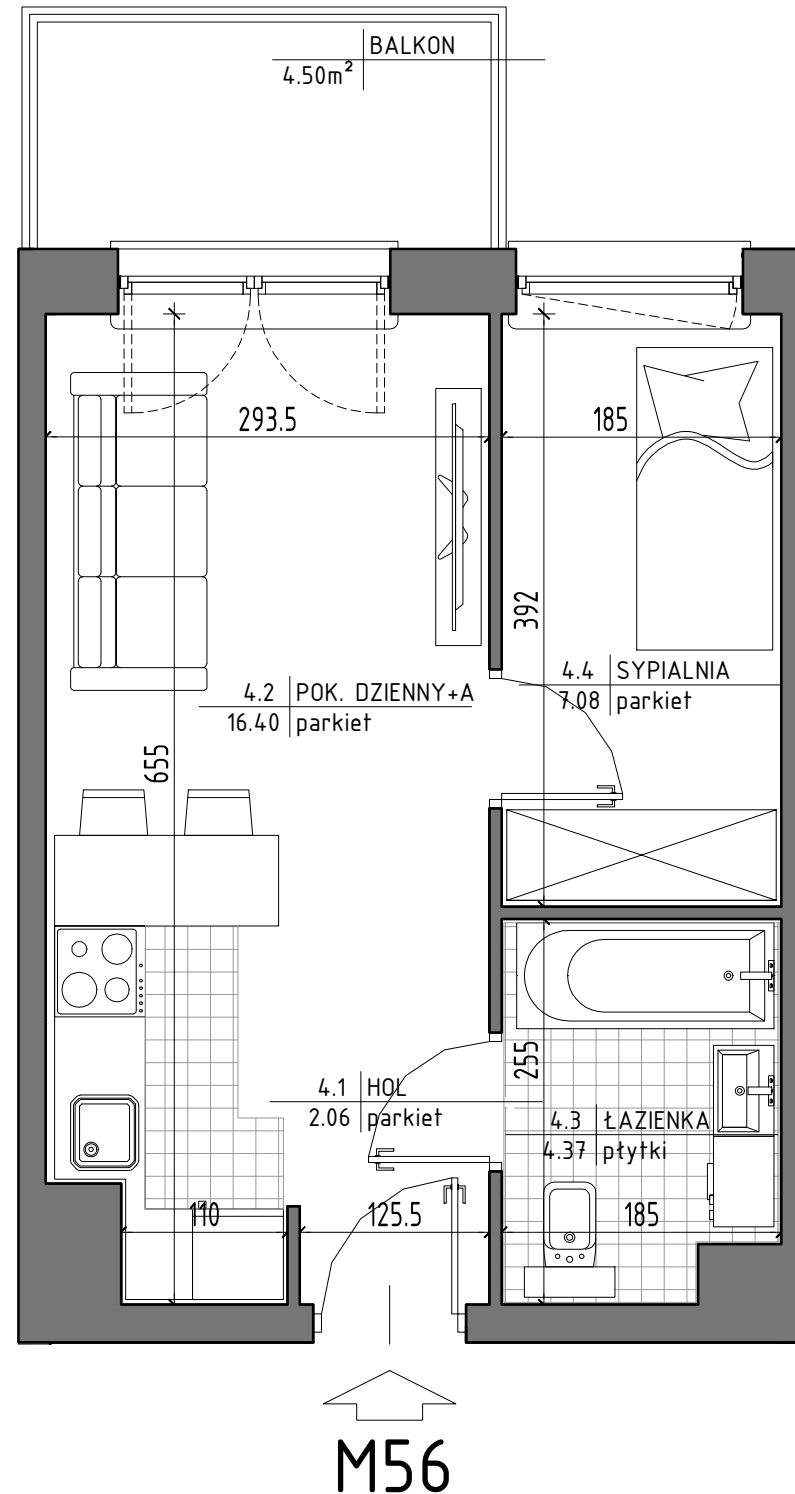 BALKON
4.50m²
293.5
185
392
4.4 SYPIALNIA
7.08 parkiet
4.2 POK. DZIENNY+A
16.40 parkiet
655
255
4.1 HOL
2.06 parkiet
4.3 ŁAZIENKA
4.37 płytki
110
125.5
185
M56